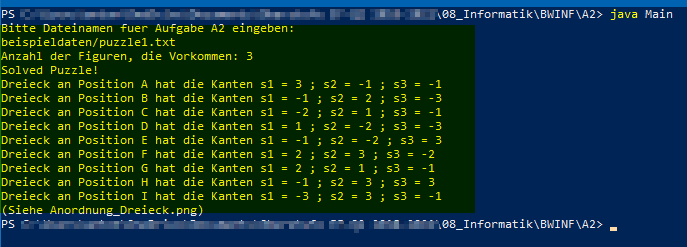 PS \08_Informatik\BWINF\A2> java Main
Bitte Dateinamen fuer Aufgabe A2 eingeben:
beispieldaten/puzzle1.txt
Anzahl der Figuren, die Vorkommen: 3
Solved Puzzle!
Dreieck an Position A hat die Kanten s1 = 3 ; s2 = -1 ; s3 = -1
Dreieck an Position B hat die Kanten s1 = -1 ; s2 = 2 ; s3 = -3
Dreieck an Position C hat die Kanten s1 = -2 ; s2 = 1 ; s3 = -1
Dreieck an Position D hat die Kanten s1 = 1 ; s2 = -2 ; s3 = -3
Dreieck an Position E hat die Kanten s1 = -1 ; s2 = -2 ; s3 = 3
Dreieck an Position F hat die Kanten s1 = 2 ; s2 = 3 ; s3 = -2
Dreieck an Position G hat die Kanten s1 = 2 ; s2 = 1 ; s3 = -1
Dreieck an Position H hat die Kanten s1 = -1 ; s2 = 3 ; s3 = 3
Dreieck an Position I hat die Kanten s1 = -3 ; s2 = 3 ; s3 = -1
(Siehe Anordnung_Dreieck.png)
PS \08_Informatik\BWINF\A2>